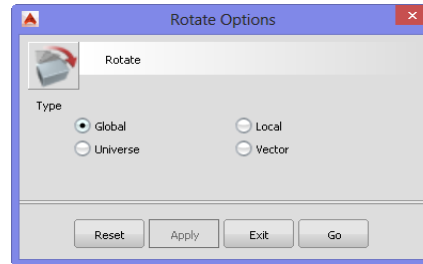 Rotate Options
Rotate
Type
Global Local
Universe Vector
Reset Apply Exit Go